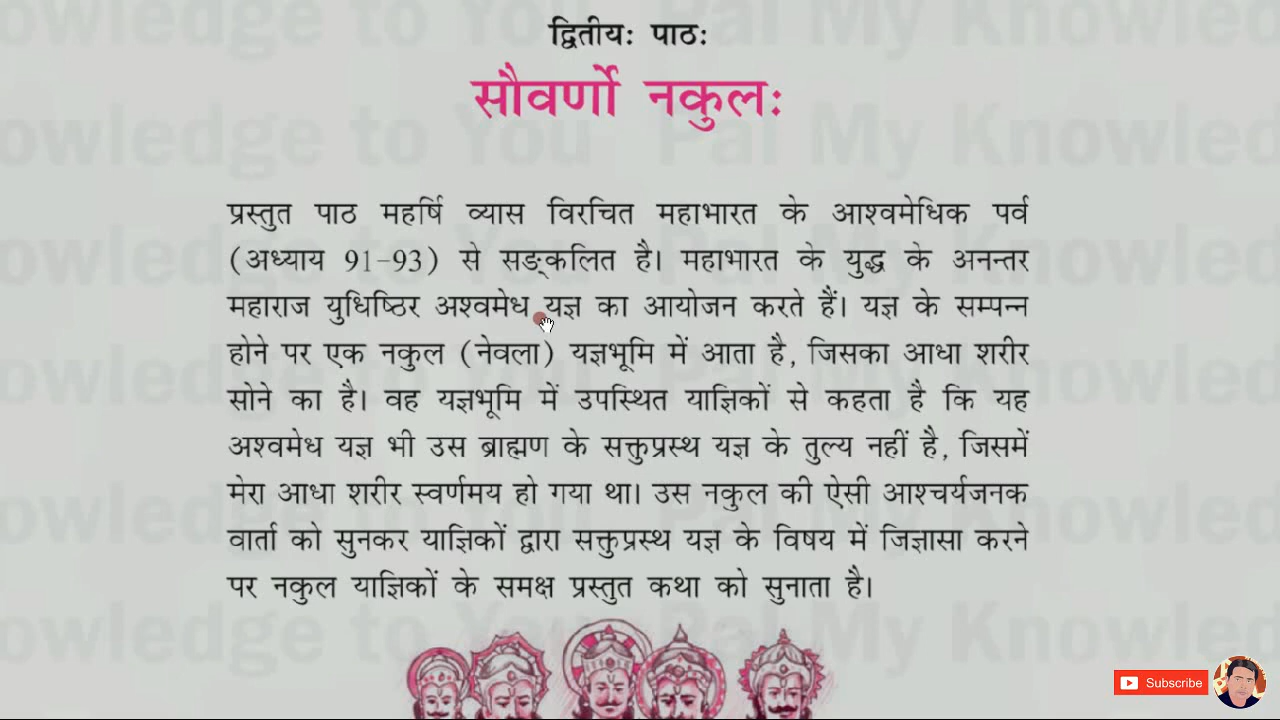 द्वितीयः पाठः
सौवर्णो नकुलः
प्रस्तुत पाठ महर्षि व्यास विरचित महाभारत के आश्वमेधिक पर्व
(अध्याय 91-93) से सङ्कलित है। महाभारत के युद्ध के अनन्तर
महाराज युधिष्ठिर अश्वमेध यज्ञ का आयोजन करते हैं। यज्ञ के सम्पन्न
होने पर एक नकुल (नेवला) यज्ञभूमि में आता है, जिसका आधा शरीर
सोने का है। वह यज्ञभूमि में उपस्थित याज्ञिकों से कहता है कि यह
अश्वमेध यज्ञ भी उस ब्राह्मण के सक्तुप्रस्थ यज्ञ के तुल्य नहीं है, जिसमें
मेरा आधा शरीर स्वर्णमय हो गया था। उस नकुल की ऐसी आश्चर्यजनक
वार्ता को सुनकर याज्ञिकों द्वारा सक्तुप्रस्थ यज्ञ के विषय में जिज्ञासा करने
पर नकुल याज्ञिकों के समक्ष प्रस्तुत कथा को सुनाता है।
Subscribe